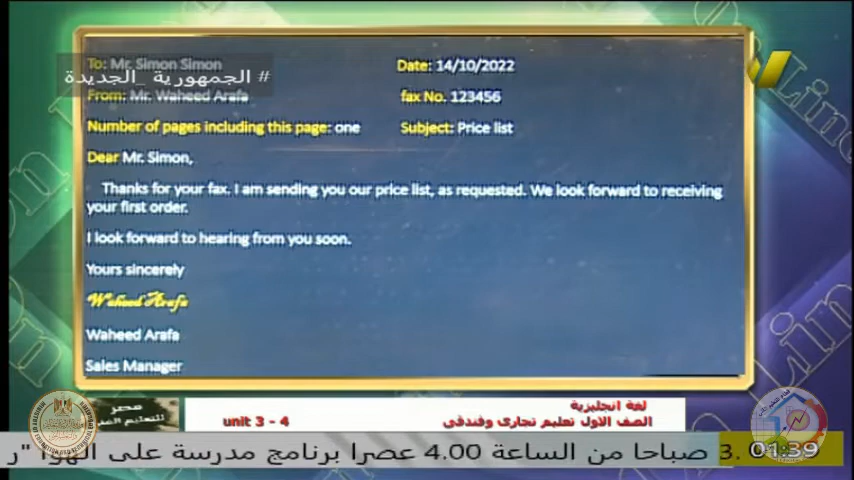 To: Mr. Simon Simon
Date: 14/10/2022
# الجمهورية _الجديدة
From: Mr. Waheed Arafa
fax No. 123456
Number of pages including this page: one
Subject: Price list
Dear Mr. Simon,
Thanks for your fax. I am sending you our price list, as requested. We look forward to receiving
your first order.
I look forward to hearing from you soon.
Yours sincerely
Waheed Arafa
Waheed Arafa
Sales Manager
مصر
لغة انجليزية
الصف الاول تعليم تجارى وفندقى
unit 3 - 4
3. صباحا من الساعة 4.00 عصرا برنامج مدرسة على الهوا "ر
01:39